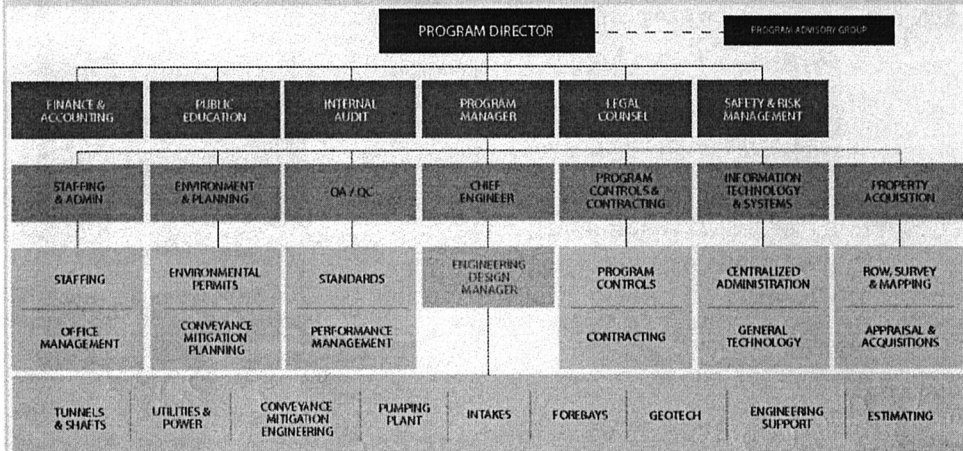 PROGRAM DIRECTOR
PROGRAM ADVISORY GROUP
FINANCE &
ACCOUNTING
PUBLIC
EDUCATION
INTERNAL
AUDIT
PROGRAM
MANAGER
LEGAL
COUNSEL
SAFETY & RISK
MANAGEMENT
STAFFING
& ADMIN
ENVIRONMENT
& PLANNING
QA / QC
CHIEF
ENGINEER
PROGRAM
CONTROLS &
CONTRACTING
INFORMATION
TECHNOLOGY
& SYSTEMS
PROPERTY
ACQUISITION
STAFFING
OFFICE
MANAGEMENT
ENVIRONMENTAL
PERMITS
CONVEYANCE
MITIGATION
PLANNING
STANDARDS
PERFORMANCE
MANAGEMENT
ENGINEERING
DESIGN
MANAGER
PROGRAM
CONTROLS
CONTRACTING
CENTRALIZED
ADMINISTRATION
GENERAL
TECHNOLOGY
ROW, SURVEY
& MAPPING
APPRAISAL &
ACQUISITIONS
TUNNELS
& SHAFTS
UTILITIES &
POWER
CONVEYANCE
MITIGATION
ENGINEERING
PUMPING
PLANT
INTAKES
FOREBAYS
GEOTECH
ENGINEERING
SUPPORT
ESTIMATING